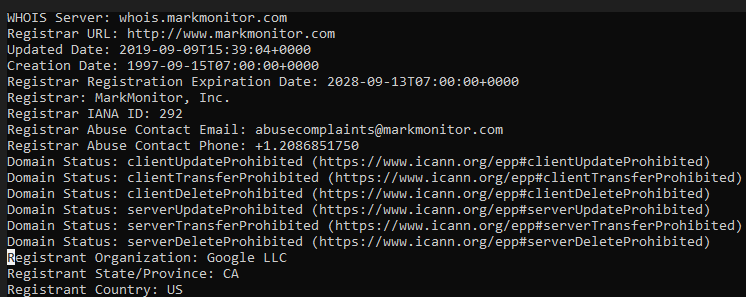 WHOIS Server: whois.markmonitor.com
Registrar URL: http://www.markmonitor.com
Updated Date: 2019-09-09T15:39:04+0000
Creation Date: 1997-09-15T07:00:00+0000
Registrar Registration Expiration Date: 2028-09-13T07:00:00+0000
Registrar: MarkMonitor, Inc.
Registrar IANA ID: 292
Registrar Abuse Contact Email: abusecomplaints@markmonitor.com
Registrar Abuse Contact Phone: +1.2086851750
Domain Status: clientUpdateProhibited (https://www.icann.org/epp#clientUpdateProhibited)
Domain Status: clientTransferProhibited (https://www.icann.org/epp#clientTransferProhibited)
Domain Status: clientDeleteProhibited (https://www.icann.org/epp#clientDeleteProhibited)
Domain Status: serverUpdateProhibited (https://www.icann.org/epp#serverUpdateProhibited)
Domain Status: serverTransferProhibited (https://www.icann.org/epp#serverTransferProhibited)
Domain Status: serverDeleteProhibited (https://www.icann.org/epp#serverDeleteProhibited)
Registrant Organization: Google LLC
Registrant State/Province: CA
Registrant Country: US